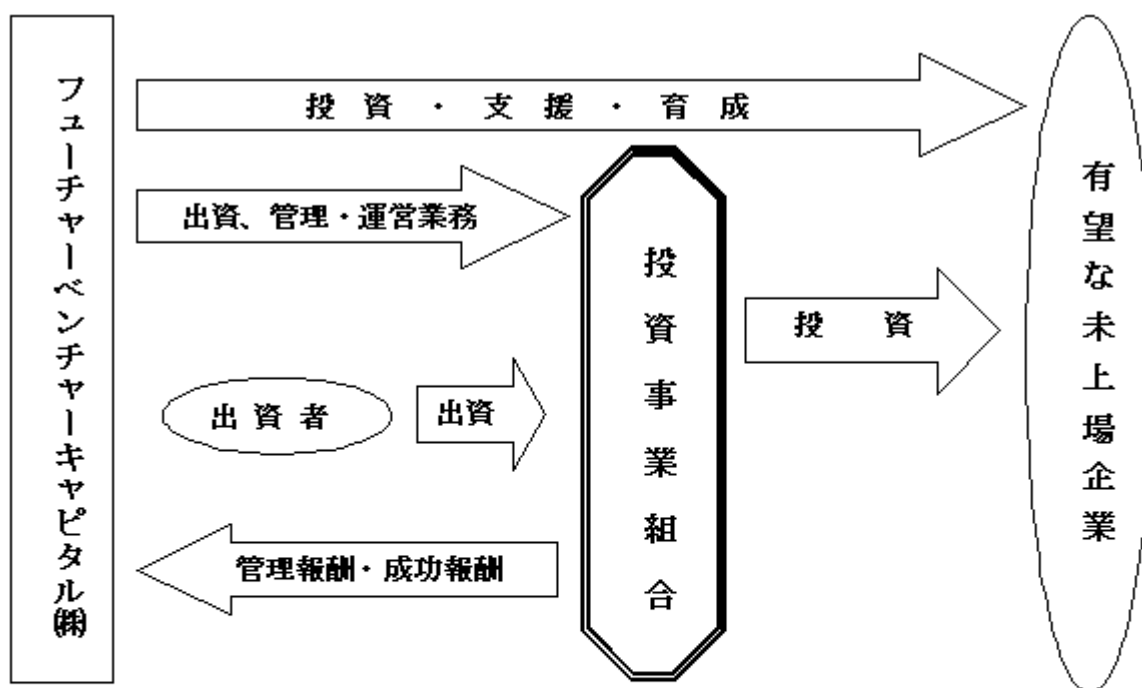 フューチャーベンチャーキャピタル㈱
投資・支援・育成
出資、管理・運営業務
出資者
出資
管理報酬・成功報酬
投資事業組合
投資
有望な未上場企業